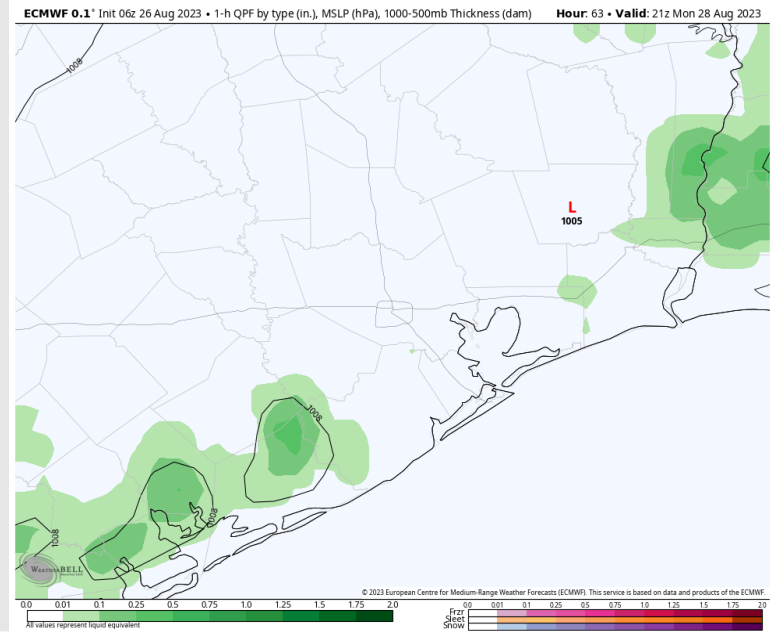 ECMWF 0.1° Init 06z 26 Aug 2023 • 1-h QPF by type (in.), MSLP (hPa), 1000-500mb Thickness (dam)
Hour: 63 • Valid: 21z Mon 28 Aug 2023
1008
L
1005
1008
1008
1008
WEATHERBELL
© 2023 European Centre for Medium-Range Weather Forecasts (ECMWF). This service is based on data and products of the ECMWF.
0.0 0.01 0.1 0.25 0.5 0.75 1.0 1.25 1.5 1.75 2.0
All values represent liquid equivalent
0.0 0.01 0.1 0.25 0.5 0.75 1.0 1.25 1.5 1.75 2.0
Frzr
Sleet
Snow